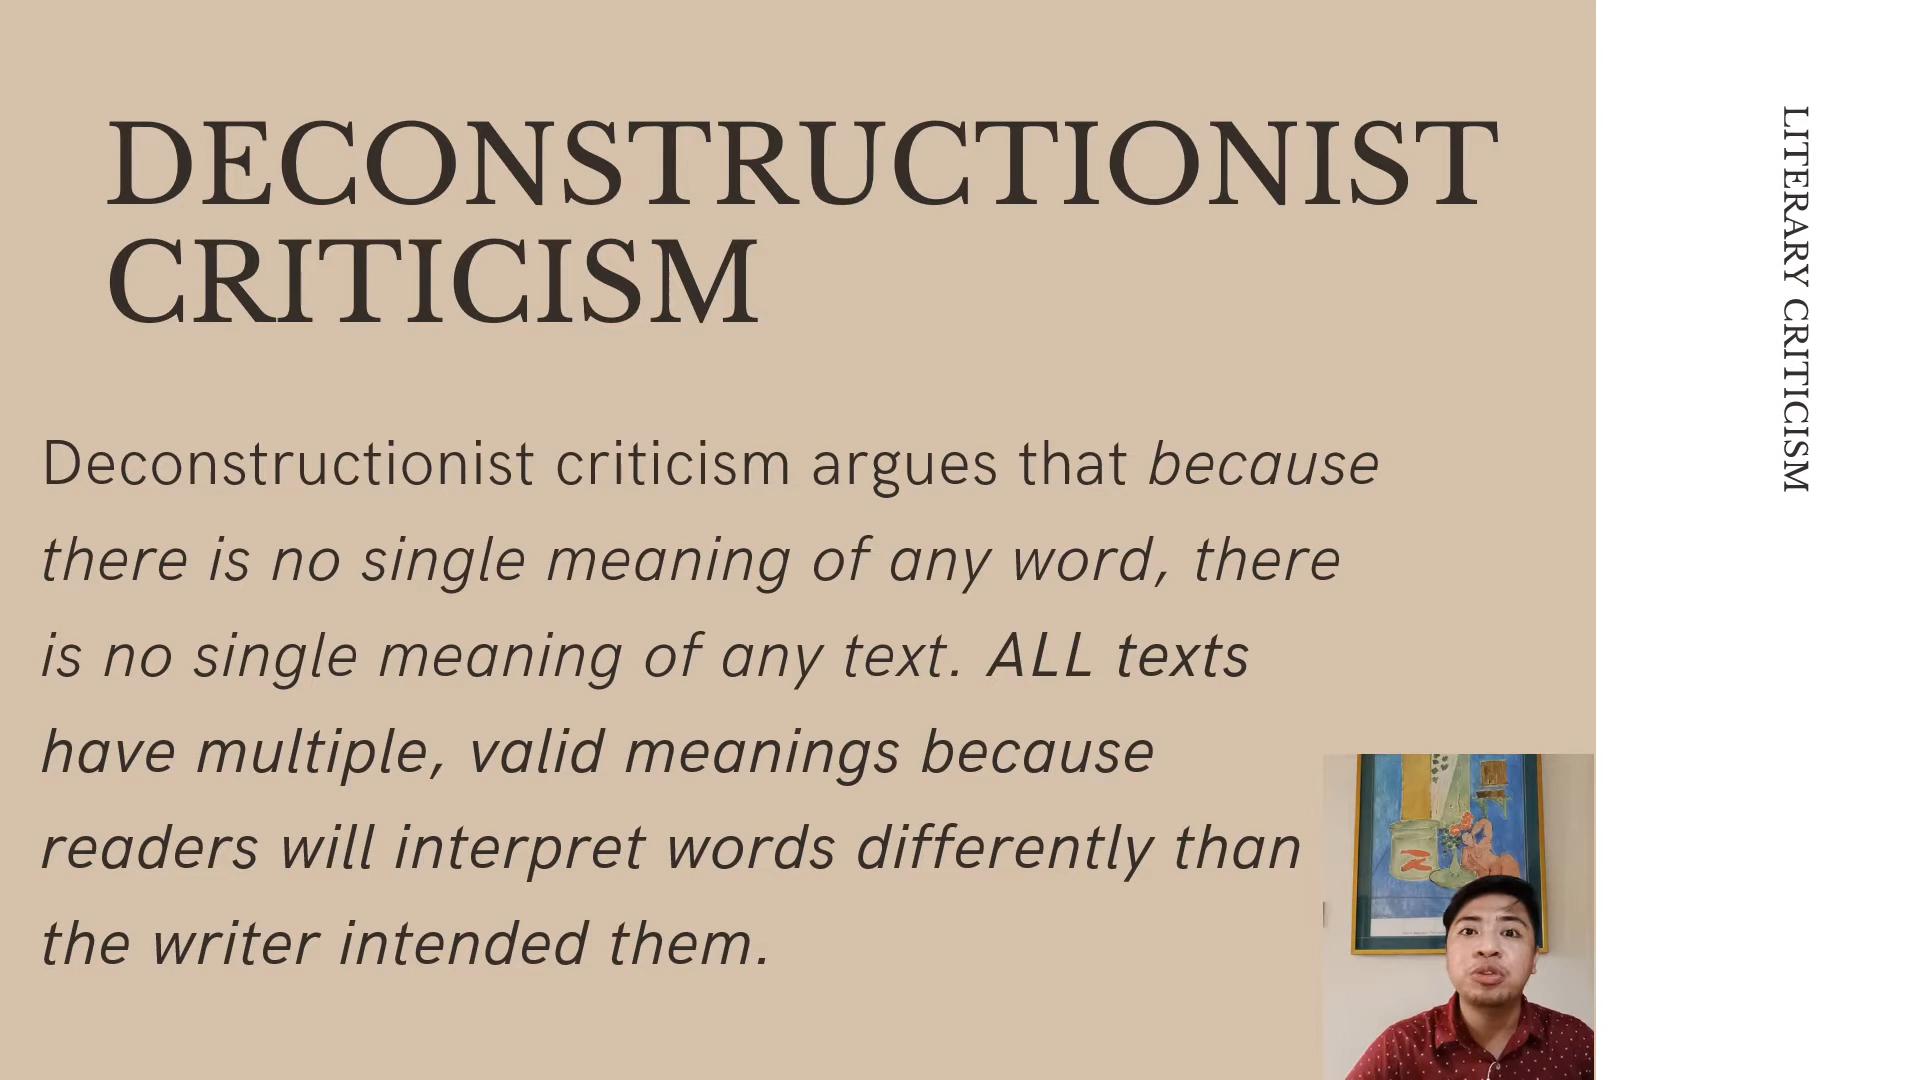 DECONSTRUCTIONIST
CRITICISM
Deconstructionist criticism argues that because
there is no single meaning of any word, there
is no single meaning of any text. ALL texts
have multiple, valid meanings because
readers will interpret words differently than
the writer intended them.
LITERARY CRITICISM